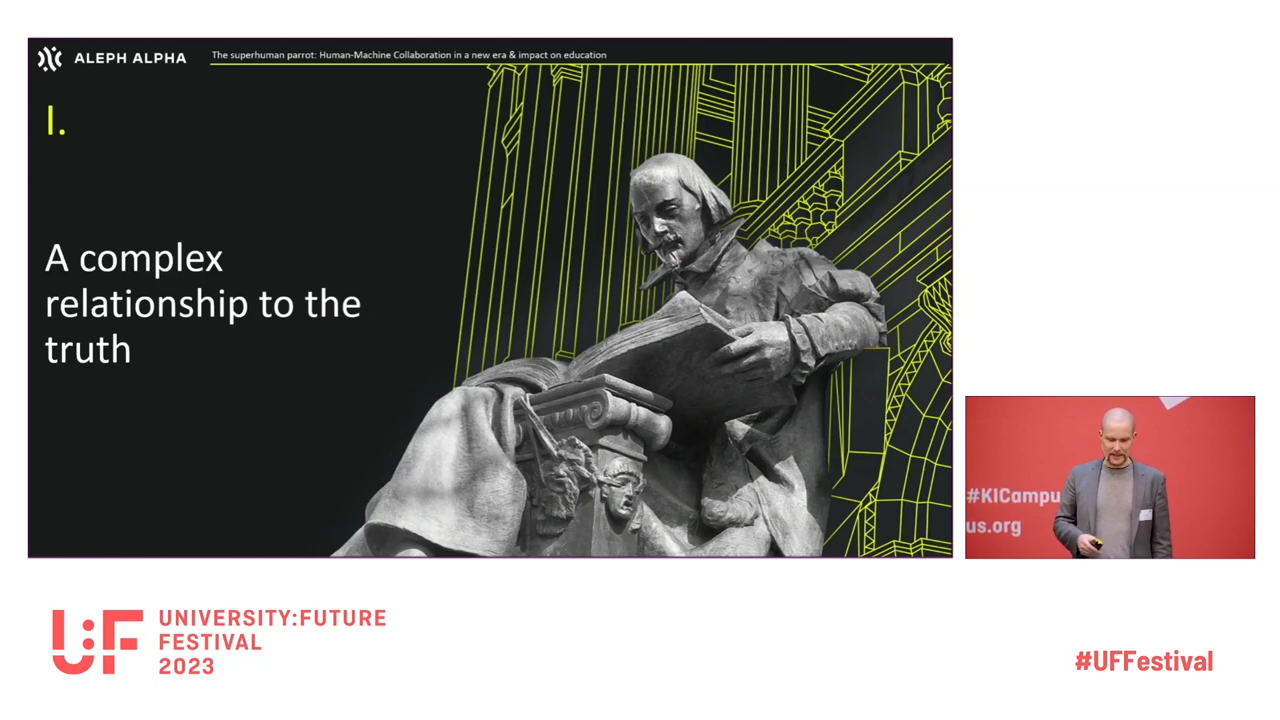 ALEPH ALPHA
The superhuman parrot: Human-Machine Collaboration in a new era & impact on education
I.
A complex
relationship to the
truth
#KICampu
us.org
U:F
UNIVERSITY:FUTURE
FESTIVAL
2023
#UFFestival